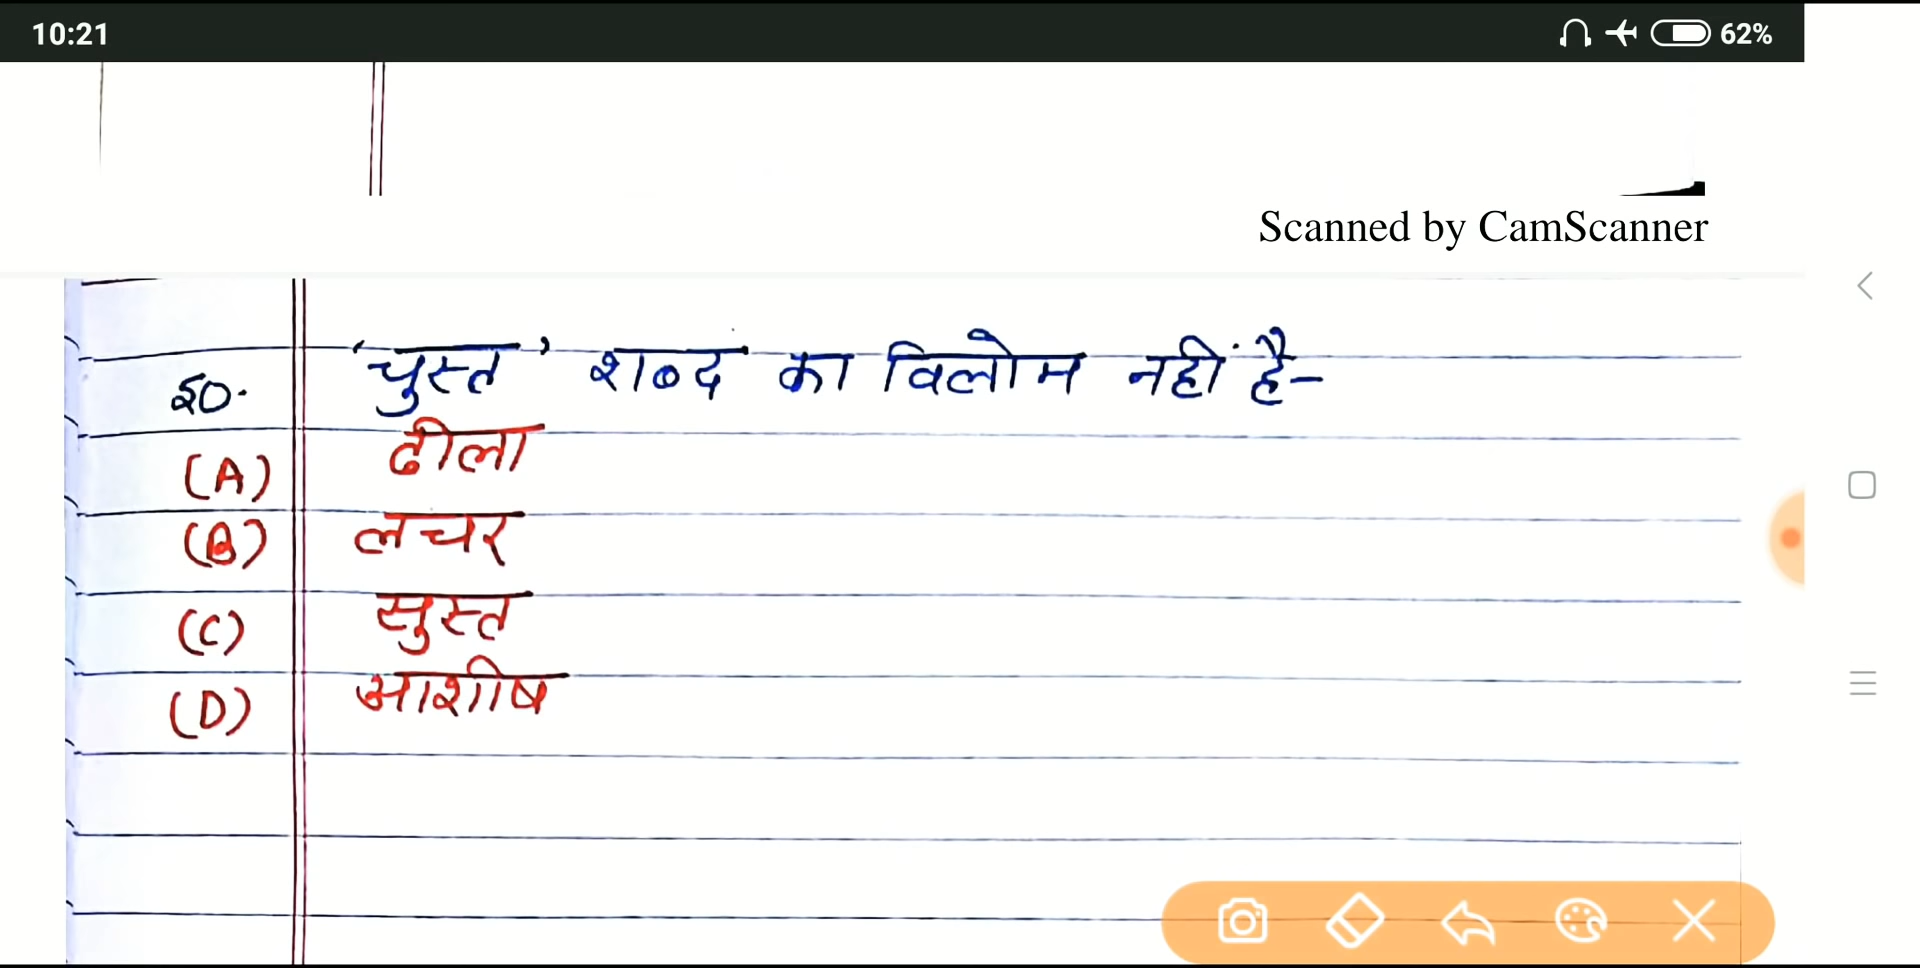 10:21 62%
Scanned by CamScanner
50. 'चुस्त' शब्द का विलोम नहीं है-
(A) ढीला
(B) लचर
(C) सुस्त
(D) आशीष